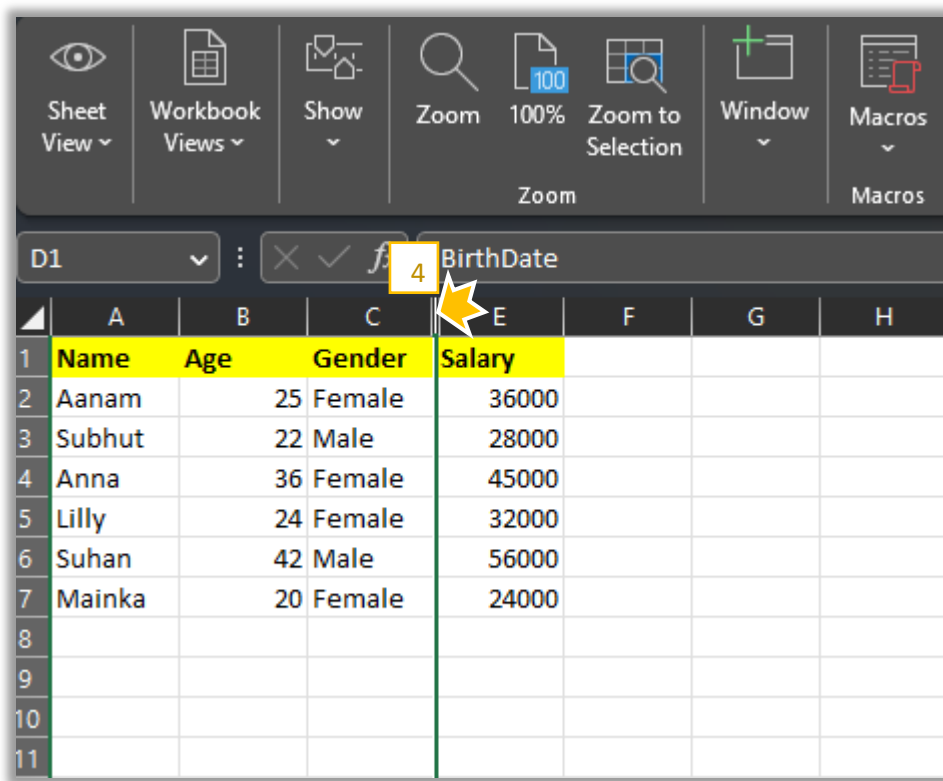 Sheet View
Workbook Views
Show
Zoom
100
100%
Zoom to Selection
Window
Macros
Zoom
Macros
D1
4
BirthDate
A B C E F G H
1 Name Age Gender Salary
2 Aanam 25 Female 36000
3 Subhut 22 Male 28000
4 Anna 36 Female 45000
5 Lilly 24 Female 32000
6 Suhan 42 Male 56000
7 Mainka 20 Female 24000
8
9
10
11